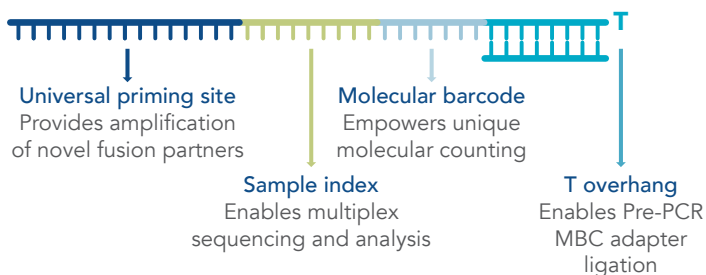 T
Universal priming site
Provides amplification
of novel fusion partners
Molecular barcode
Empowers unique
molecular counting
Sample index
Enables multiplex
sequencing and analysis
T overhang
Enables Pre-PCR
MBC adapter
ligation